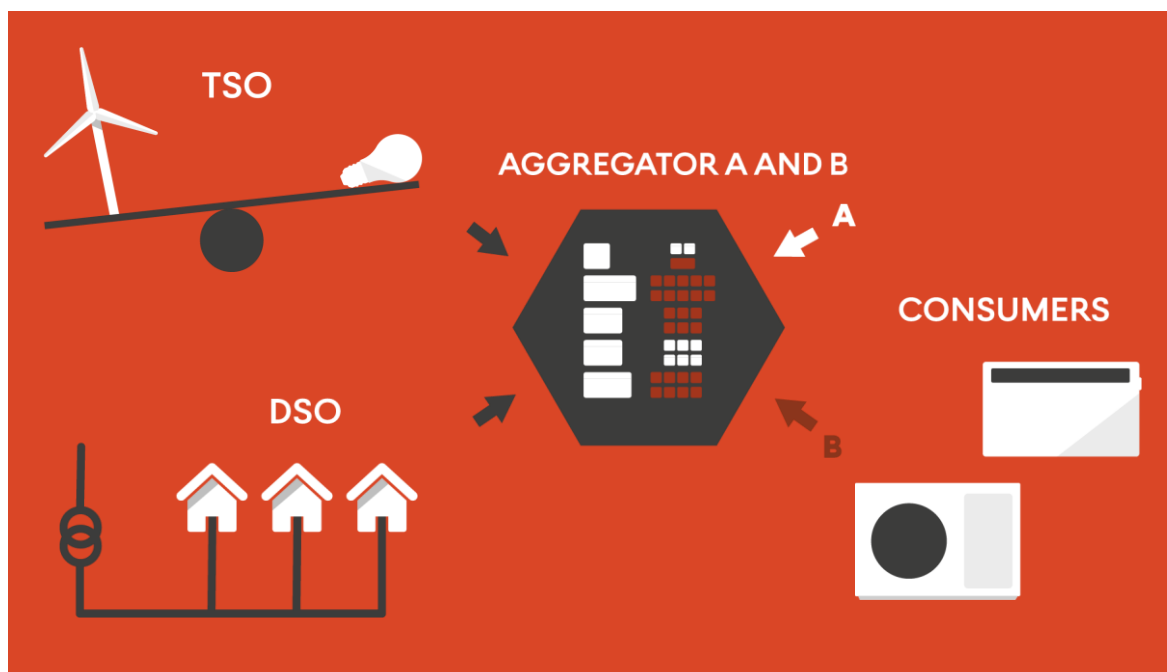 TSO
AGGREGATOR A AND B
A
CONSUMERS
DSO
B